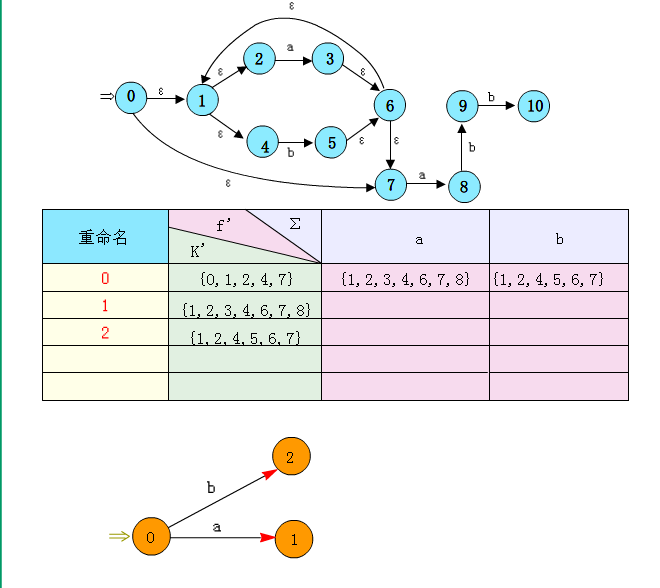 ε
2 a 3
ε ε
⇒ 0 ε 1 6 9 b 10
ε ε ε b
4 b 5
ε 7 a 8
重命名 f' Σ K' a b
0 {0,1,2,4,7} {1,2,3,4,6,7,8} {1,2,4,5,6,7}
1 {1,2,3,4,6,7,8}
2 {1,2,4,5,6,7}
2
b
a
⇒ 0 1